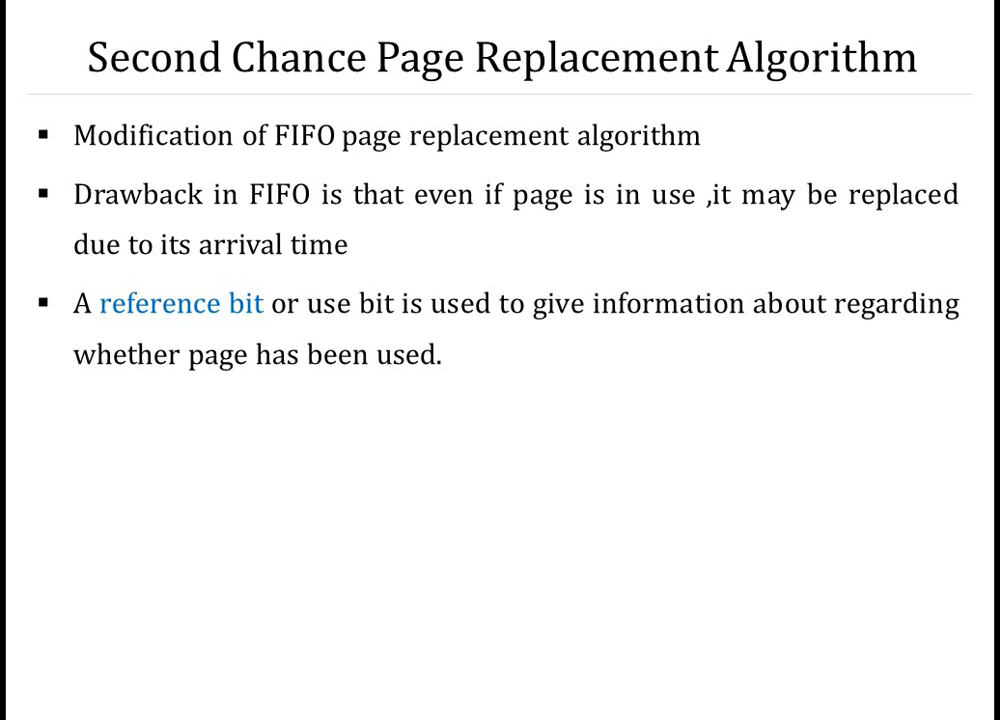 Second Chance Page Replacement Algorithm
▪ Modification of FIFO page replacement algorithm
▪ Drawback in FIFO is that even if page is in use ,it may be replaced
due to its arrival time
▪ A reference bit or use bit is used to give information about regarding
whether page has been used.